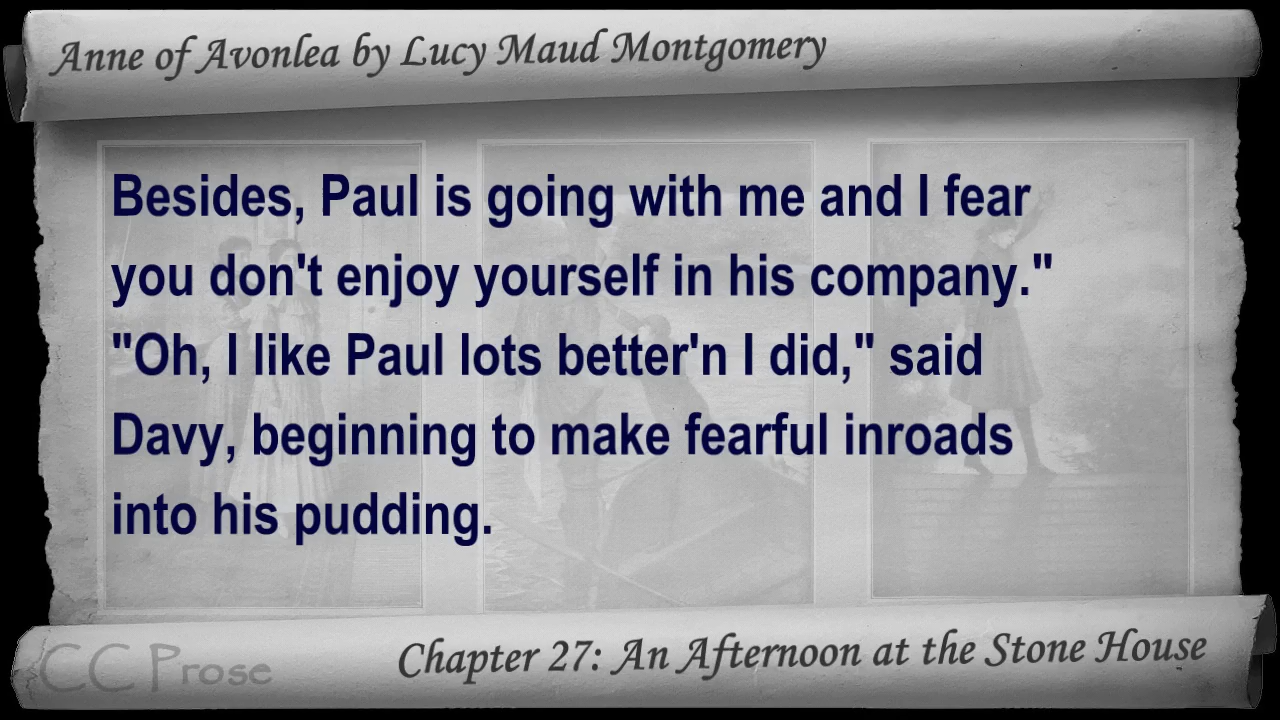 Anne of Avonlea by Lucy Maud Montgomery
Besides, Paul is going with me and I fear
you don't enjoy yourself in his company."
"Oh, I like Paul lots better'n I did," said
Davy, beginning to make fearful inroads
into his pudding.
CC Prose
Chapter 27: An Afternoon at the Stone House